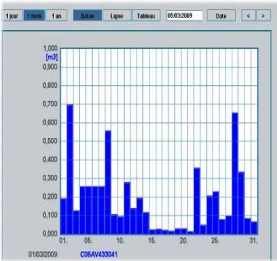 1 jour 1 mois 1 an Bâton Ligne Tableau 05/03/2009 Date < >
1,000
[m3]
0,900
0,800
0,700
0,600
0,500
0,400
0,300
0,200
0,100
0,000
01. 05. 10. 15. 20. 25. 31.
01/03/2009 C06AV433041